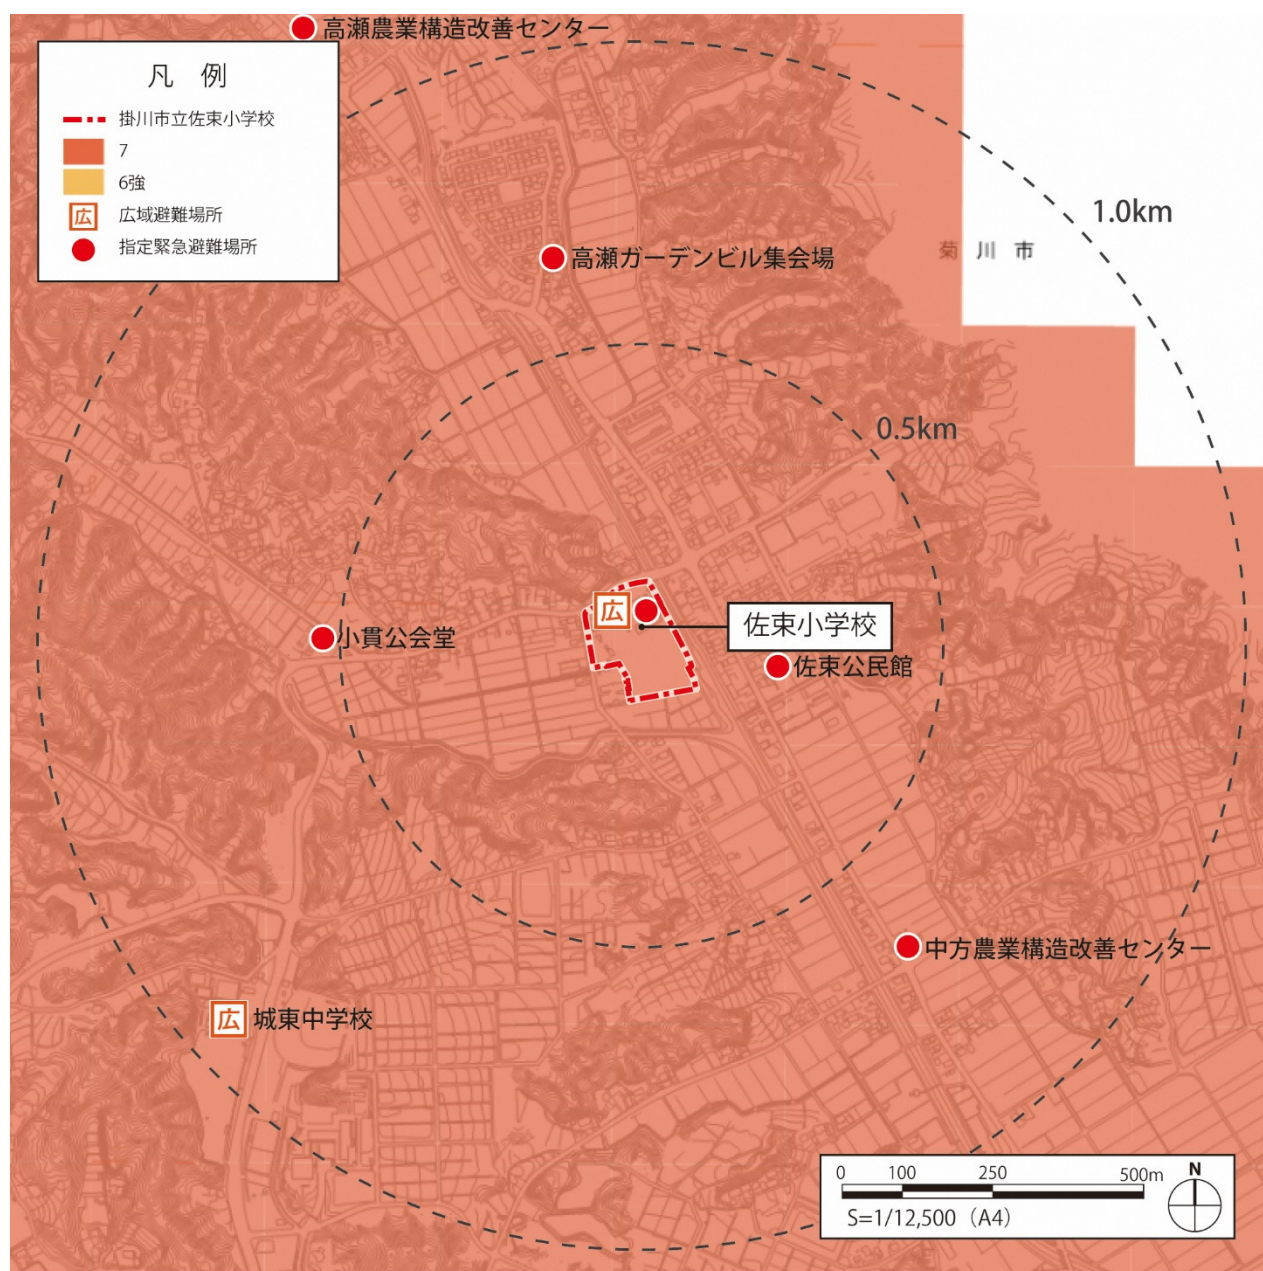 高瀬農業構造改善センター
凡 例
掛川市立佐束小学校
7
6強
広 広域避難場所
指定緊急避難場所
1.0km
菊 川 市
高瀬ガーデンビル集会場
0.5km
広
佐束小学校
小貫公会堂
佐束公民館
中方農業構造改善センター
広 城東中学校
0 100 250 500m
N
S=1/12,500（A4）